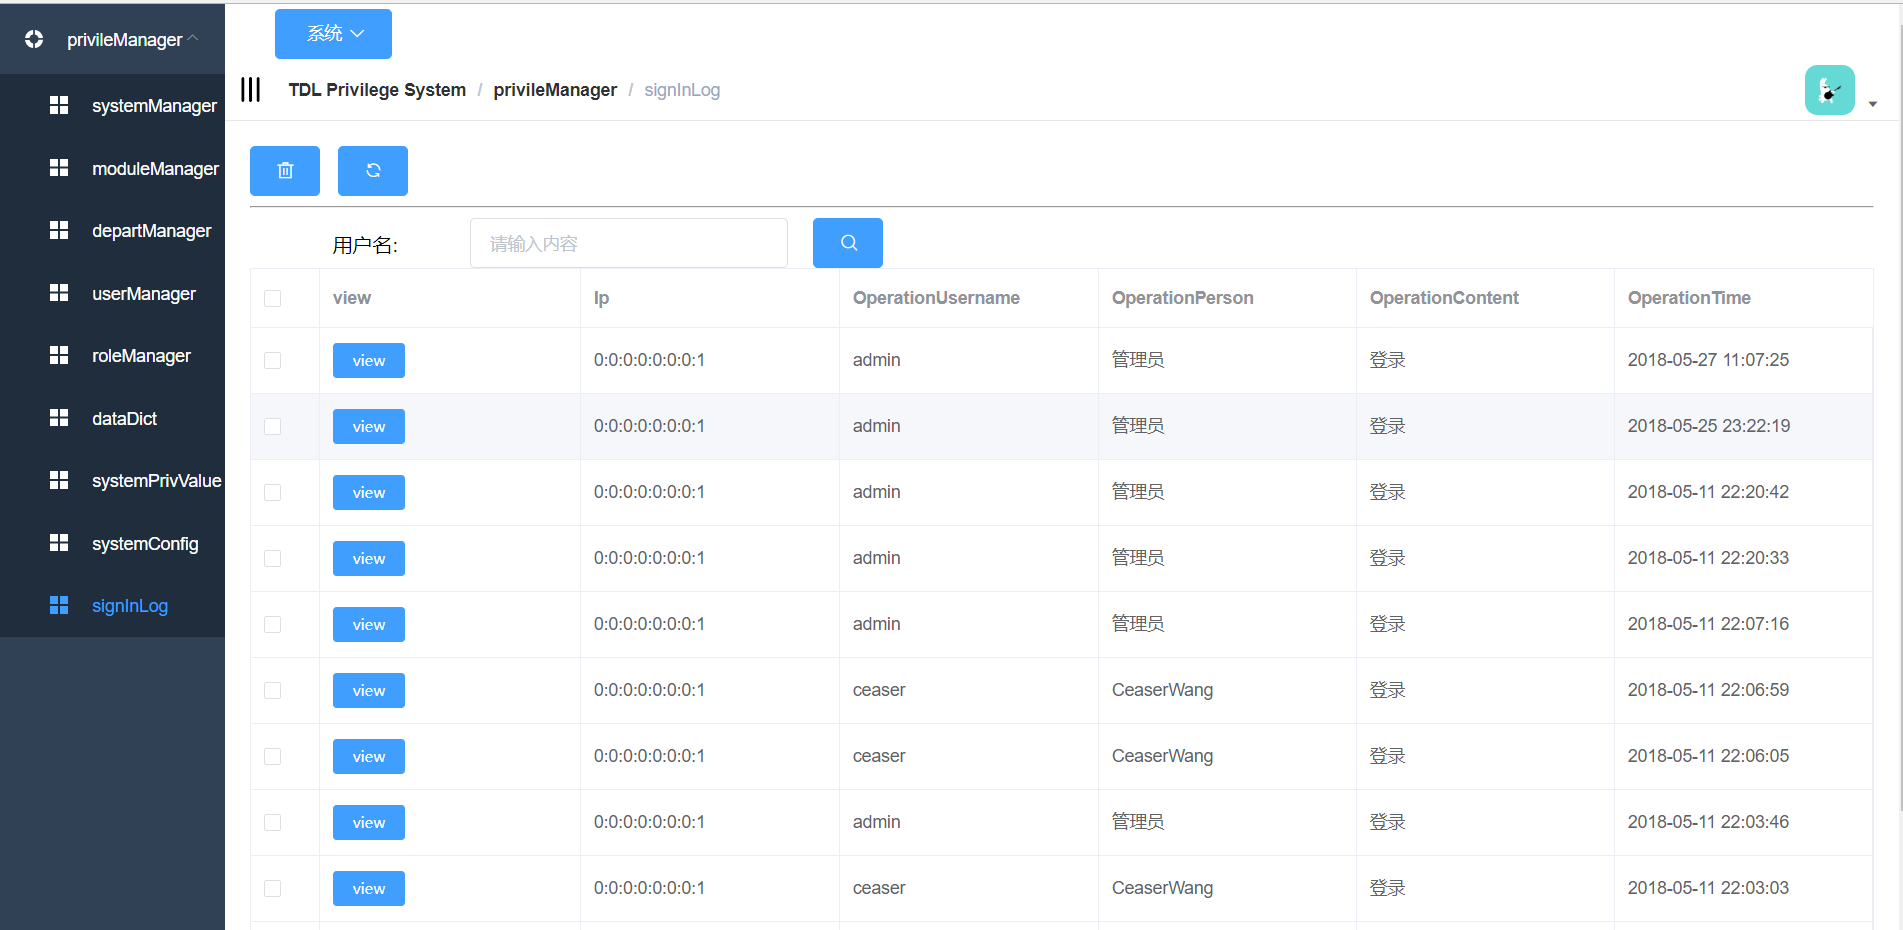 privileManager
systemManager
moduleManager
departManager
userManager
roleManager
dataDict
systemPrivValue
systemConfig
signInLog
系统
TDL Privilege System / privileManager / signInLog
用户名: 请输入内容
view Ip OperationUsername OperationPerson OperationContent OperationTime
view 0:0:0:0:0:0:0:1 admin 管理员 登录 2018-05-27 11:07:25
view 0:0:0:0:0:0:0:1 admin 管理员 登录 2018-05-25 23:22:19
view 0:0:0:0:0:0:0:1 admin 管理员 登录 2018-05-11 22:20:42
view 0:0:0:0:0:0:0:1 admin 管理员 登录 2018-05-11 22:20:33
view 0:0:0:0:0:0:0:1 admin 管理员 登录 2018-05-11 22:07:16
view 0:0:0:0:0:0:0:1 ceaser CeaserWang 登录 2018-05-11 22:06:59
view 0:0:0:0:0:0:0:1 ceaser CeaserWang 登录 2018-05-11 22:06:05
view 0:0:0:0:0:0:0:1 admin 管理员 登录 2018-05-11 22:03:46
view 0:0:0:0:0:0:0:1 ceaser CeaserWang 登录 2018-05-11 22:03:03